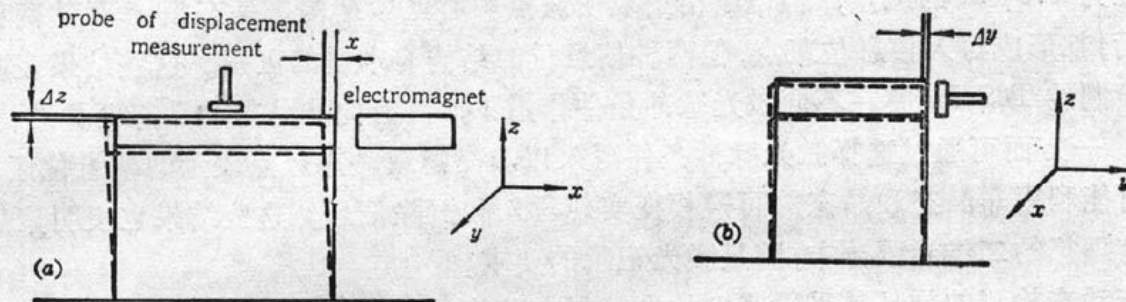 probe of displacement
measurement
x
Δz
electromagnet
z
x
y
(a)
Δy
z
y
x
(b)